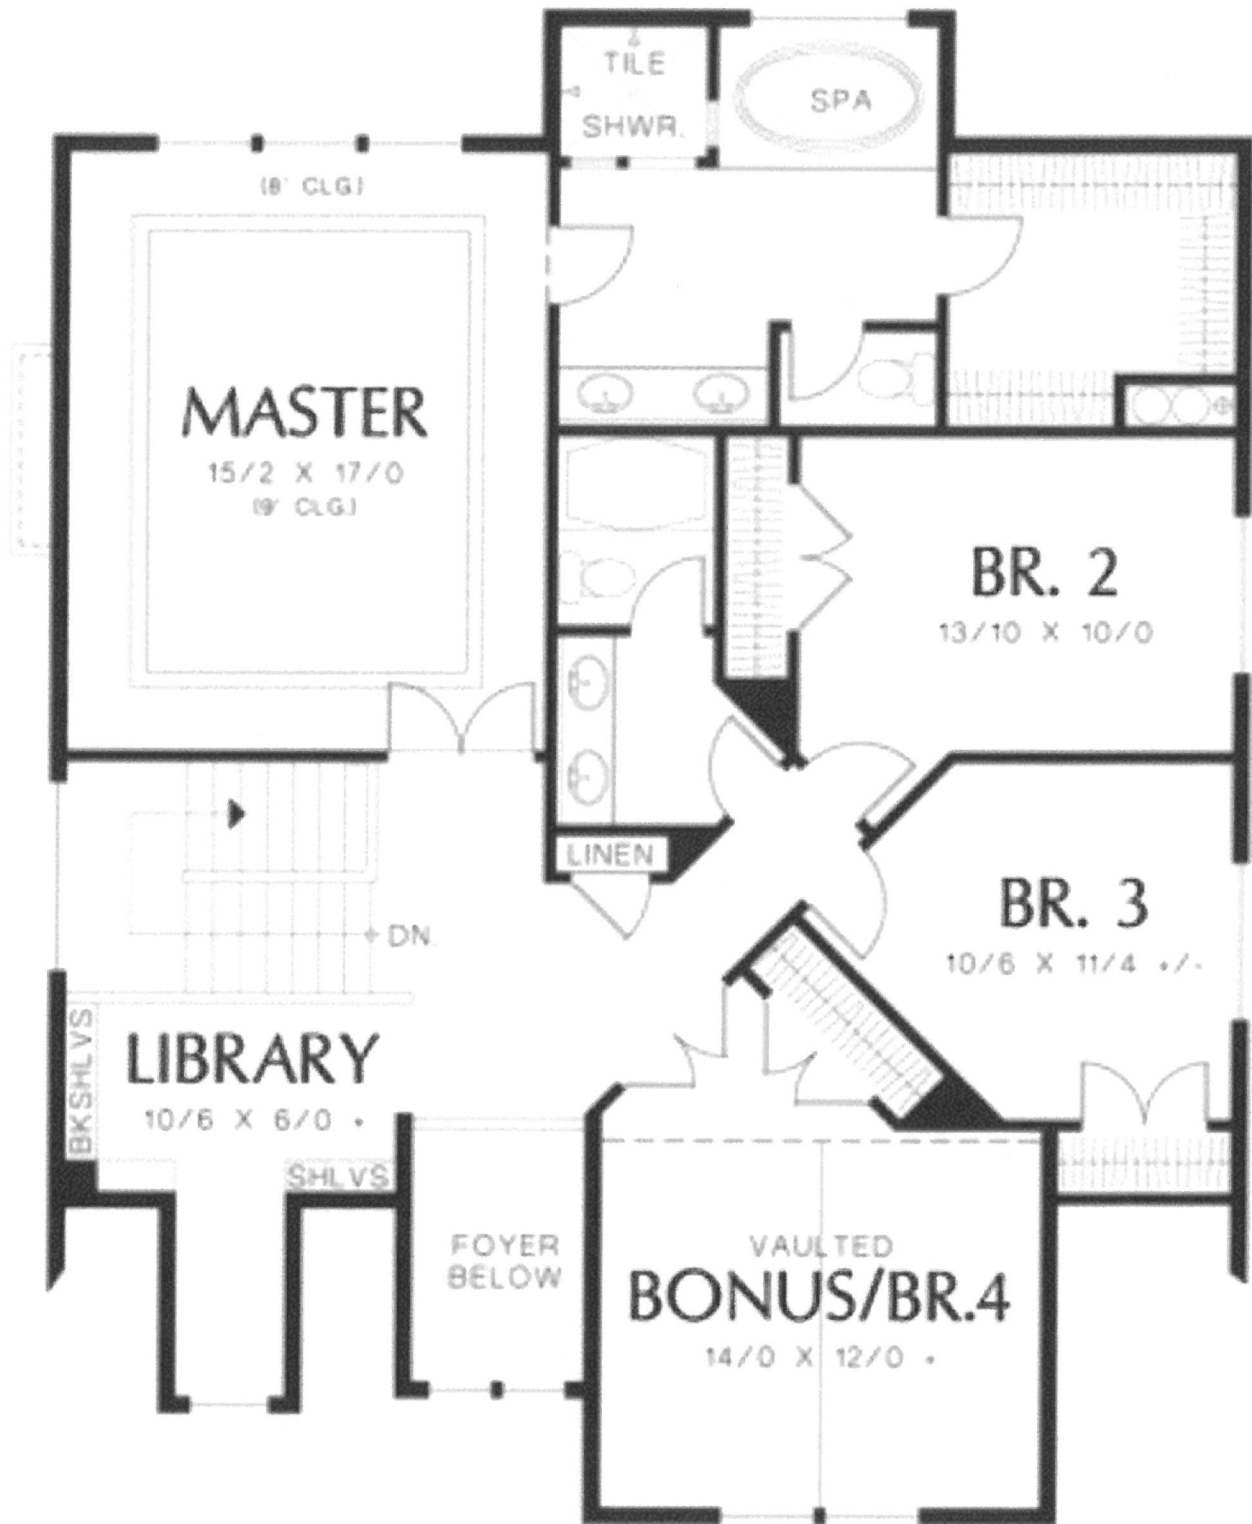 TILE
SHWR.
SPA
(8' CLG.)
MASTER
15/2 X 17/0
(9' CLG.)
BR. 2
13/10 X 10/0
LINEN
BR. 3
10/6 X 11/4 +/-
DN.
BKSHLVS
LIBRARY
10/6 X 6/0 +
SHLVS
FOYER
BELOW
VAULTED
BONUS/BR.4
14/0 X 12/0 +